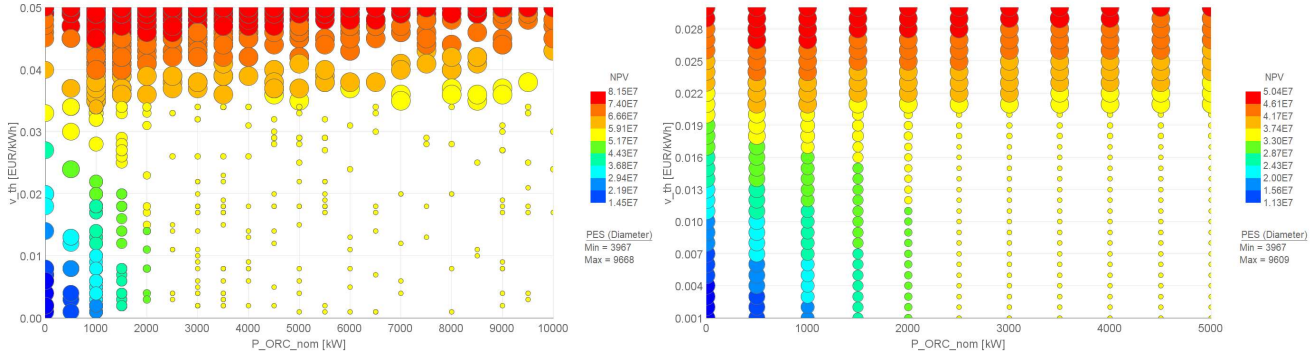 0.05
0.04
0.03
0.02
0.01
0.00
v_th [EUR/kWh]
0
1000
2000
3000
4000
5000
6000
7000
8000
9000
10000
P_ORC_nom [kW]
NPV
8.15E7
7.40E7
6.66E7
5.91E7
5.17E7
4.43E7
3.68E7
2.94E7
2.19E7
1.45E7
PES (Diameter)
Min = 3967
Max = 9668
0.028
0.025
0.022
0.019
0.016
0.013
0.010
0.007
0.004
0.001
v_th [EUR/kWh]
0
1000
2000
3000
4000
5000
P_ORC_nom [kW]
NPV
5.04E7
4.61E7
4.17E7
3.74E7
3.30E7
2.87E7
2.43E7
2.00E7
1.56E7
1.13E7
PES (Diameter)
Min = 3967
Max = 9609